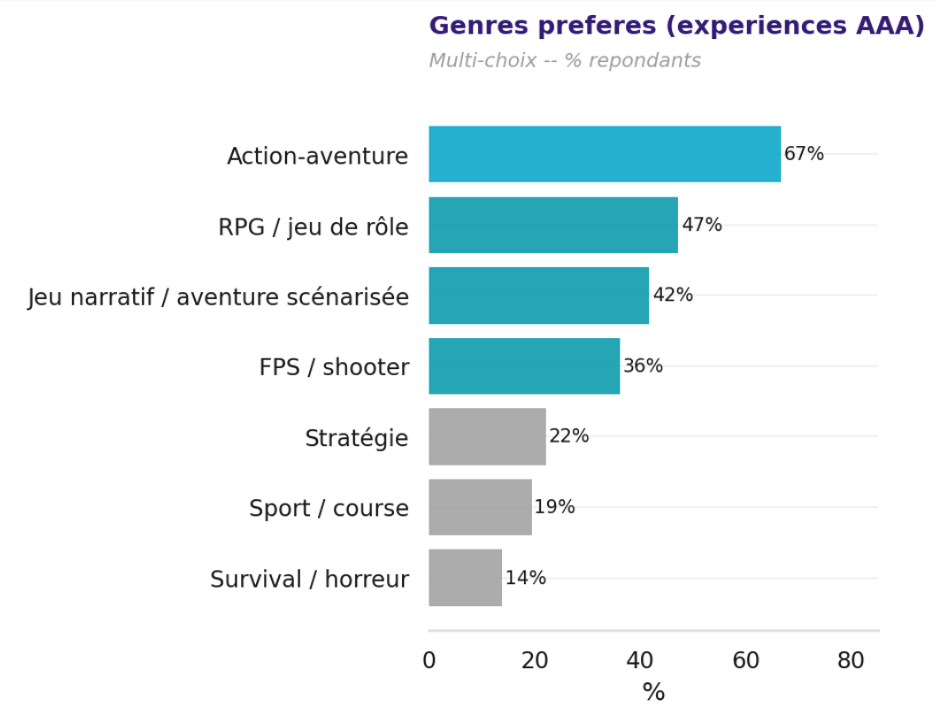 Genres preferes (experiences AAA)
Multi-choix -- % repondants
Action-aventure 67%
RPG / jeu de rôle 47%
Jeu narratif / aventure scénarisée 42%
FPS / shooter 36%
Stratégie 22%
Sport / course 19%
Survival / horreur 14%
0 20 40 60 80
%